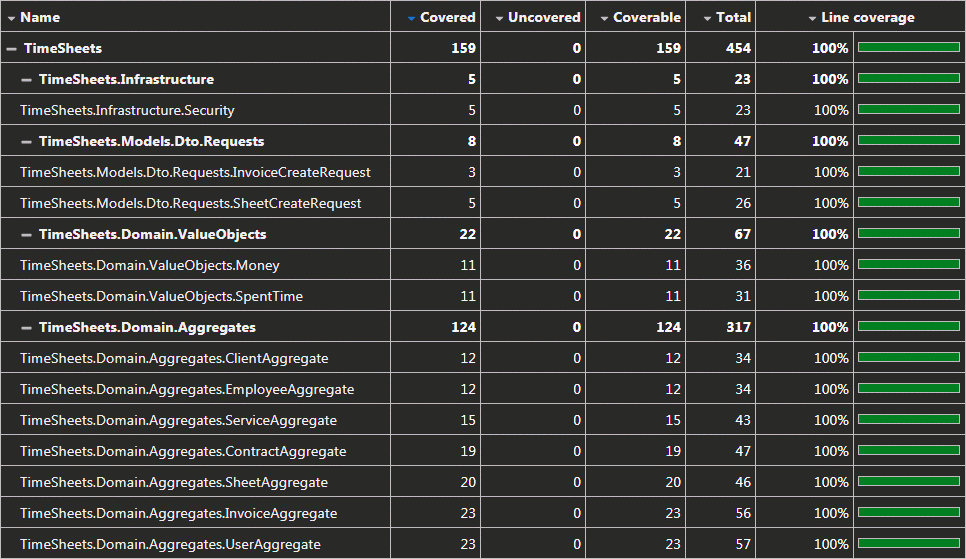 Name Covered Uncovered Coverable Total Line coverage
TimeSheets 159 0 159 454 100%
TimeSheets.Infrastructure 5 0 5 23 100%
TimeSheets.Infrastructure.Security 5 0 5 23 100%
TimeSheets.Models.Dto.Requests 8 0 8 47 100%
TimeSheets.Models.Dto.Requests.InvoiceCreateRequest 3 0 3 21 100%
TimeSheets.Models.Dto.Requests.SheetCreateRequest 5 0 5 26 100%
TimeSheets.Domain.ValueObjects 22 0 22 67 100%
TimeSheets.Domain.ValueObjects.Money 11 0 11 36 100%
TimeSheets.Domain.ValueObjects.SpentTime 11 0 11 31 100%
TimeSheets.Domain.Aggregates 124 0 124 317 100%
TimeSheets.Domain.Aggregates.ClientAggregate 12 0 12 34 100%
TimeSheets.Domain.Aggregates.EmployeeAggregate 12 0 12 34 100%
TimeSheets.Domain.Aggregates.ServiceAggregate 15 0 15 43 100%
TimeSheets.Domain.Aggregates.ContractAggregate 19 0 19 47 100%
TimeSheets.Domain.Aggregates.SheetAggregate 20 0 20 46 100%
TimeSheets.Domain.Aggregates.InvoiceAggregate 23 0 23 56 100%
TimeSheets.Domain.Aggregates.UserAggregate 23 0 23 57 100%